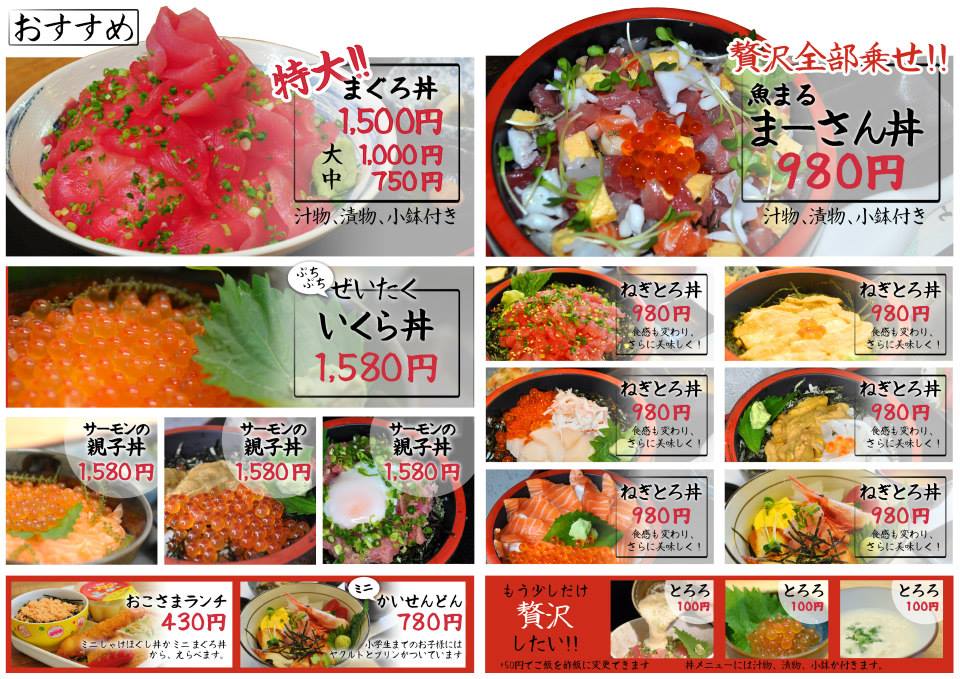 おすすめ
特大!!
まぐろ丼
1,500円
大 1,000円
中 750円
汁物、漬物、小鉢付き
贅沢全部乗せ!!
魚まる
まーさん丼
980円
汁物、漬物、小鉢付き
ぷちぷち
ぜいたく
いくら丼
1,580円
サーモンの
親子丼
1,580円
サーモンの
親子丼
1,580円
サーモンの
親子丼
1,580円
ねぎとろ丼
980円
食感も変わり、
さらに美味しく!
ねぎとろ丼
980円
食感も変わり、
さらに美味しく!
ねぎとろ丼
980円
食感も変わり、
さらに美味しく!
ねぎとろ丼
980円
食感も変わり、
さらに美味しく!
ねぎとろ丼
980円
食感も変わり、
さらに美味しく!
ねぎとろ丼
980円
食感も変わり、
さらに美味しく!
おこさまランチ
430円
ミニしゃけほぐし丼かミニまぐろ丼
から、えらべます。
ミニ
かいせんどん
780円
小学生までのお子様には
ヤクルトとプリンがついています
もう少しだけ
贅沢
したい!!
とろろ
100円
とろろ
100円
とろろ
100円
+50円でご飯を酢飯に変更できます
丼メニューには汁物、漬物、小鉢が付きます。